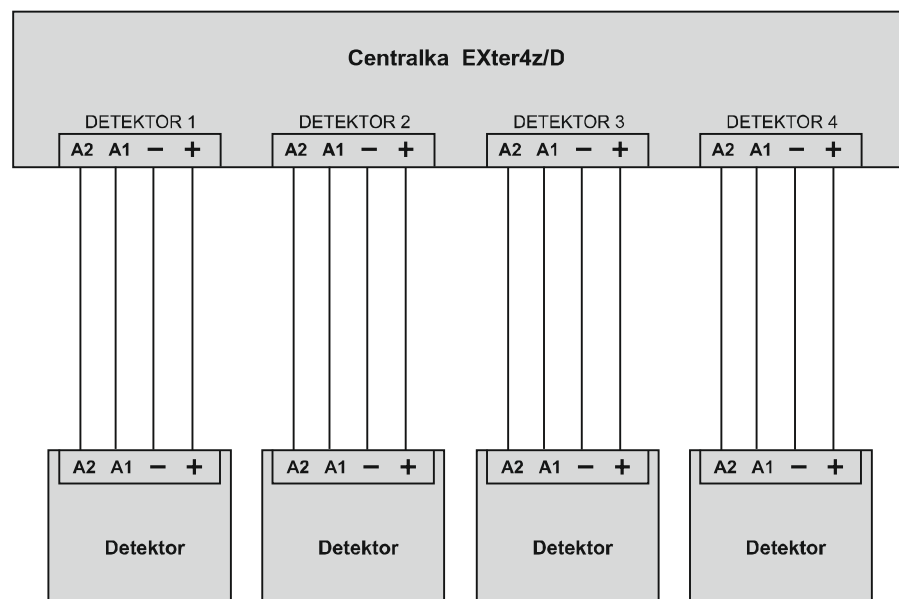 Centralka EXter4z/D
DETEKTOR 1 DETEKTOR 2 DETEKTOR 3 DETEKTOR 4
A2 A1 − + A2 A1 − + A2 A1 − + A2 A1 − +
A2 A1 − + A2 A1 − + A2 A1 − + A2 A1 − +
Detektor Detektor Detektor Detektor